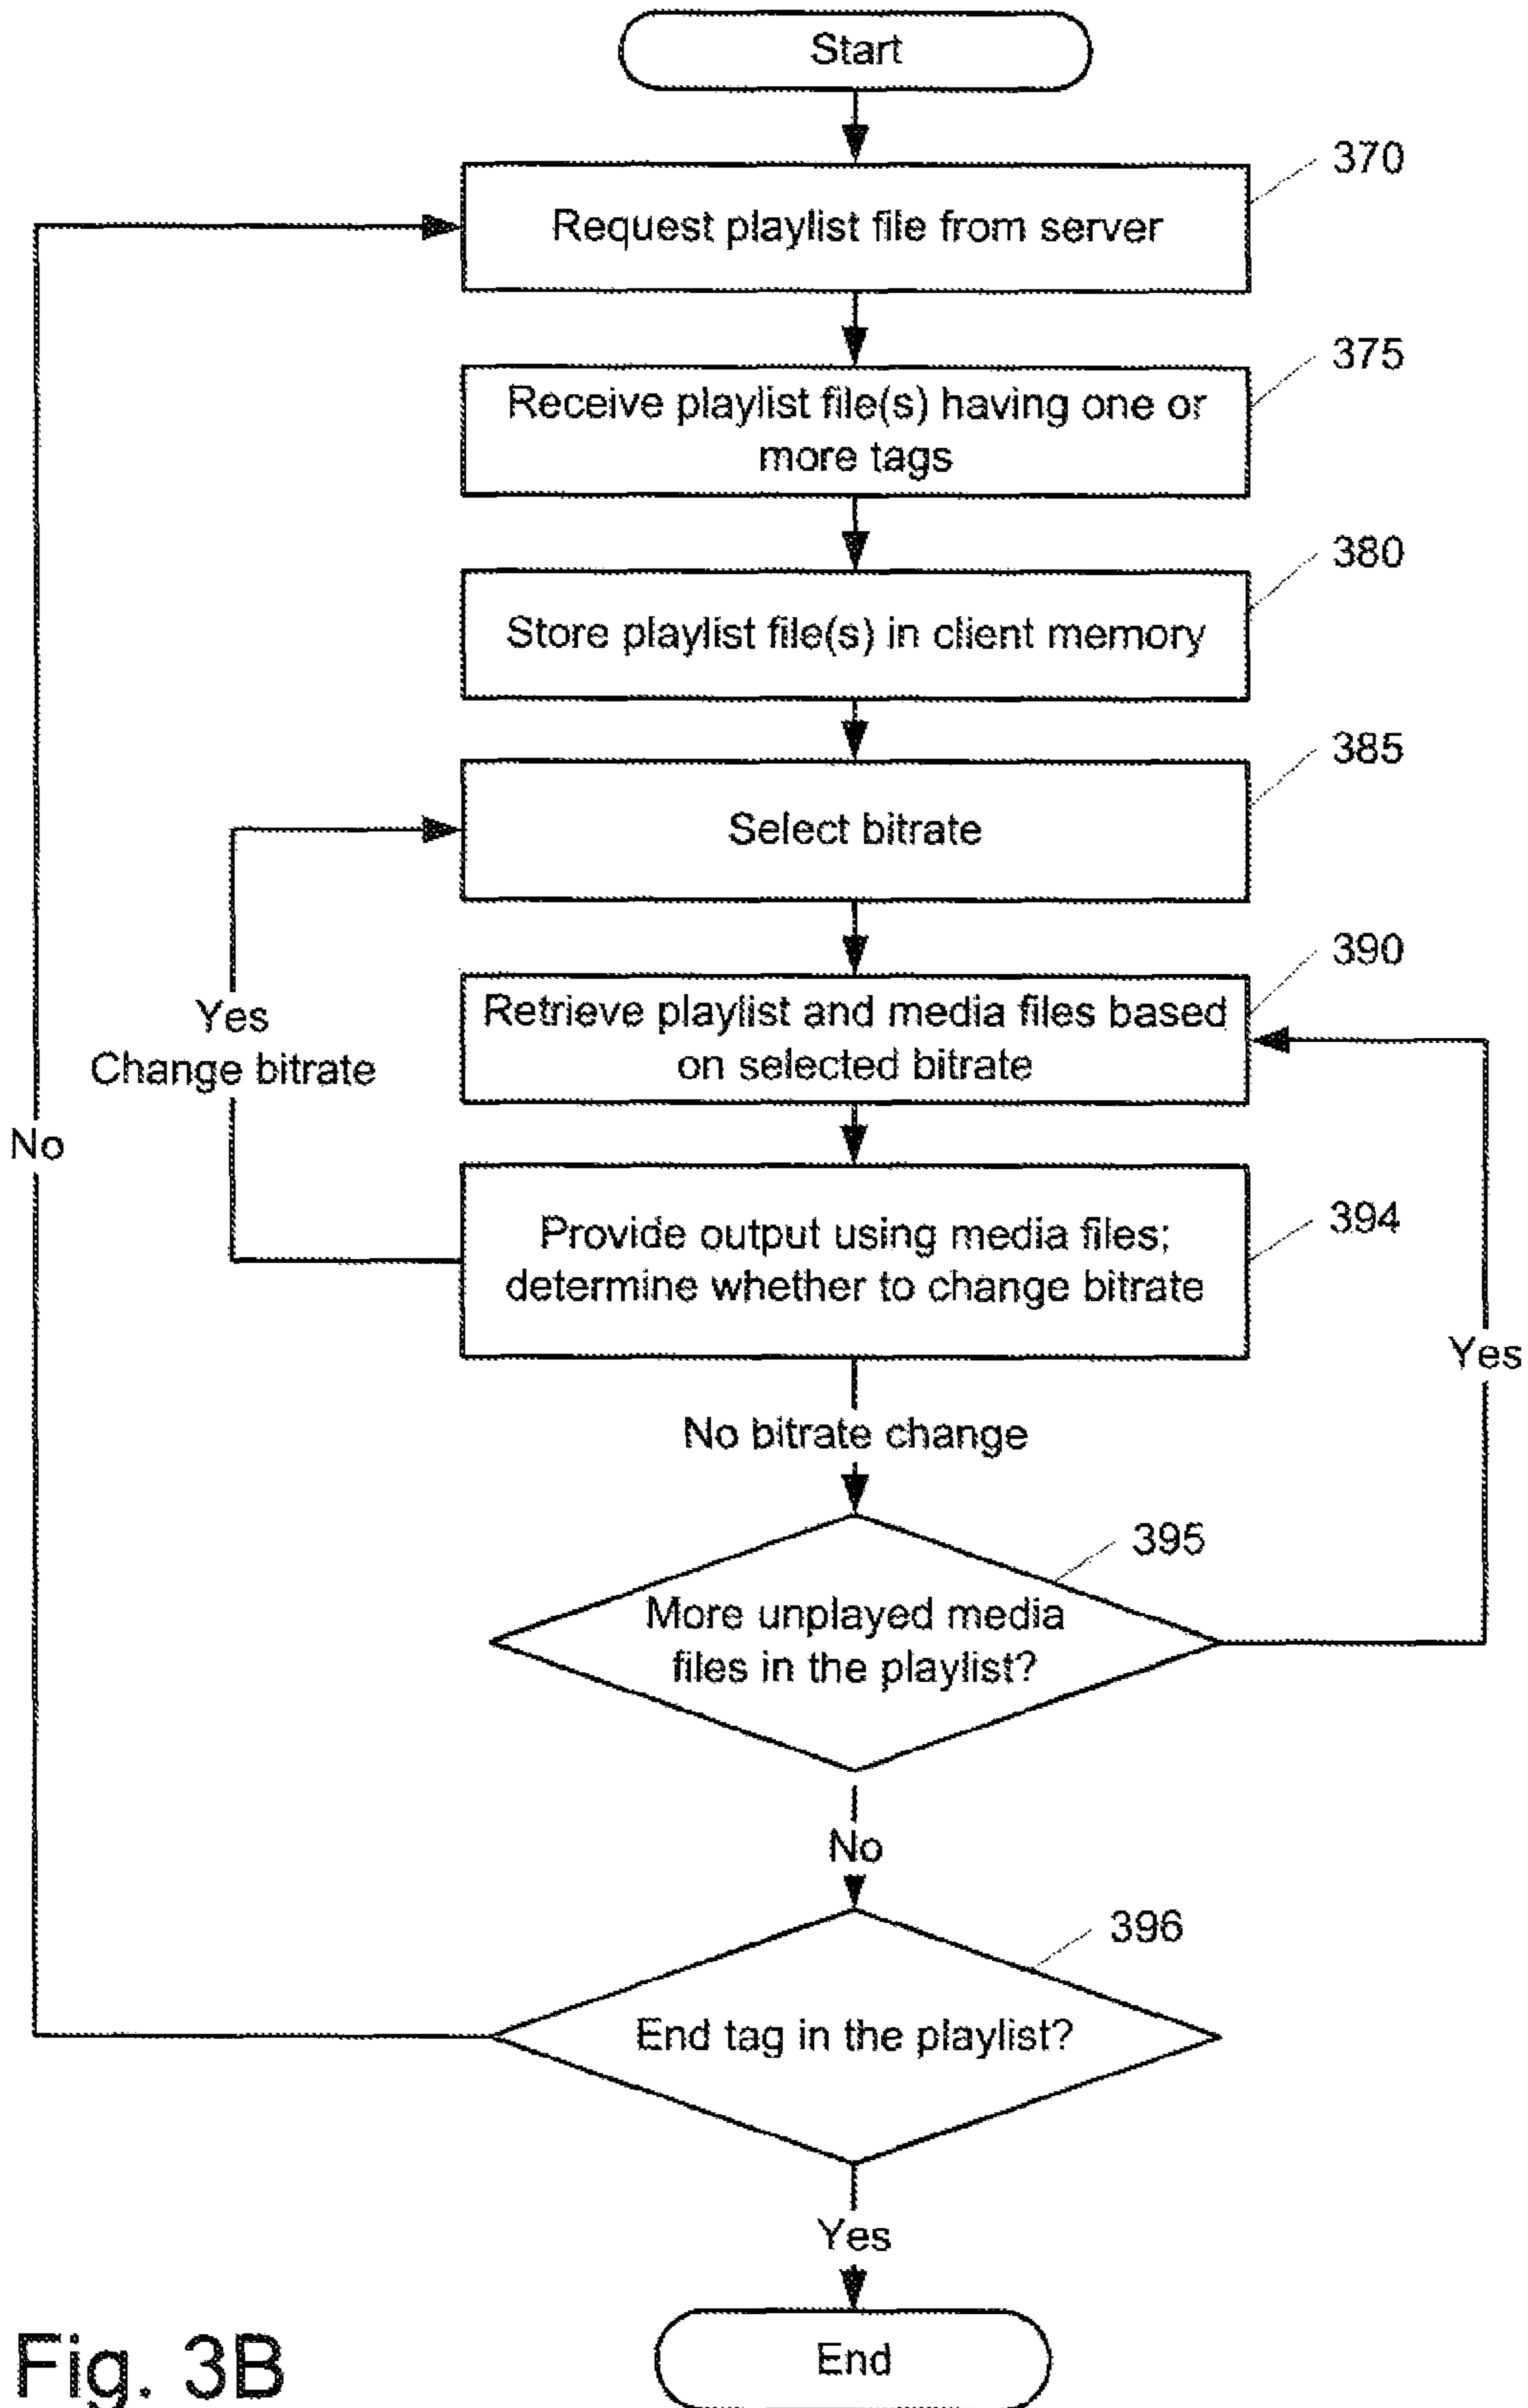 Start
370
Request playlist file from server
375
Receive playlist file(s) having one or
more tags
380
Store playlist file(s) in client memory
385
Select bitrate
390
Retrieve playlist and media files based
on selected bitrate
Yes
Change bitrate
No
394
Provide output using media files;
determine whether to change bitrate
Yes
No bitrate change
395
More unplayed media
files in the playlist?
No
396
End tag in the playlist?
Yes
End
Fig. 3B